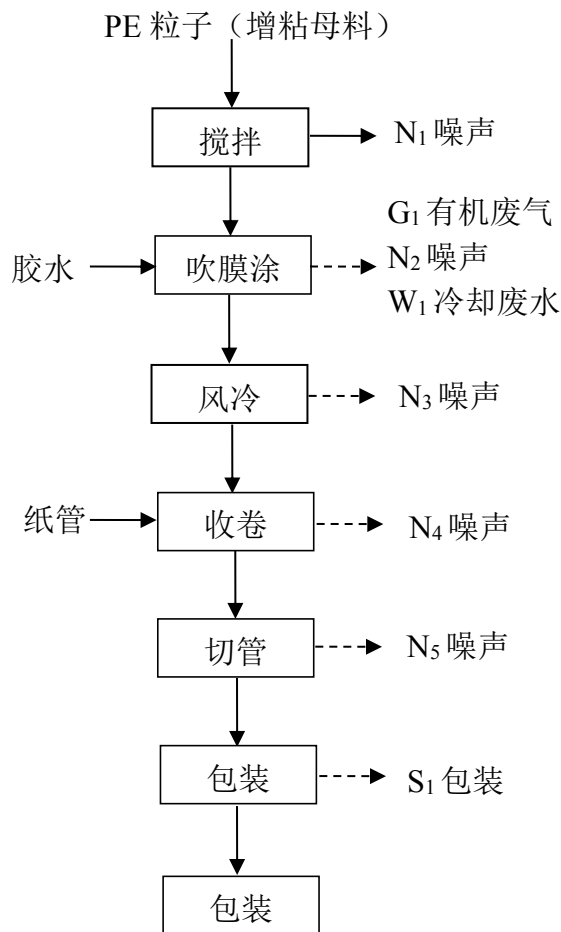 PE 粒子（增粘母料）
搅拌
N₁ 噪声
胶水
吹膜涂
G₁ 有机废气
N₂ 噪声
W₁ 冷却废水
风冷
N₃ 噪声
纸管
收卷
N₄ 噪声
切管
N₅ 噪声
包装
S₁ 包装
包装